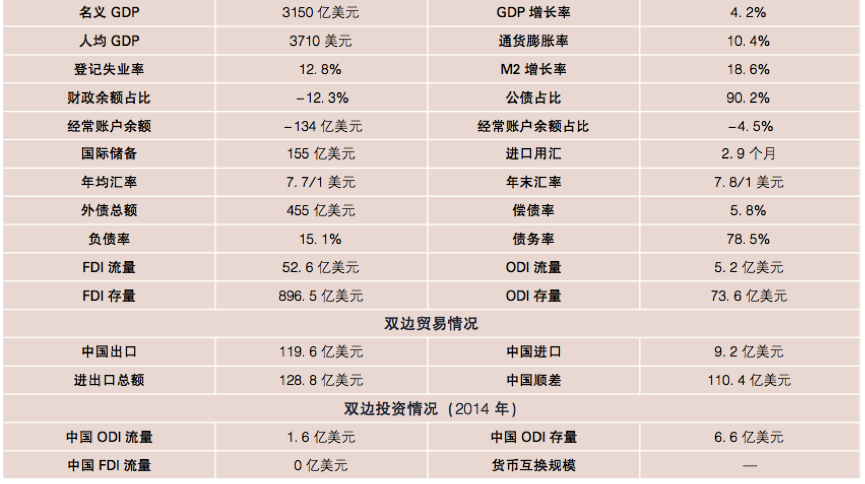 名义 GDP 3150 亿美元 GDP 增长率 4.2%
人均 GDP 3710 美元 通货膨胀率 10.4%
登记失业率 12.8% M2 增长率 18.6%
财政余额占比 -12.3% 公债占比 90.2%
经常账户余额 -134 亿美元 经常账户余额占比 -4.5%
国际储备 155 亿美元 进口用汇 2.9 个月
年均汇率 7.7/1 美元 年末汇率 7.8/1 美元
外债总额 455 亿美元 偿债率 5.8%
负债率 15.1% 债务率 78.5%
FDI 流量 52.6 亿美元 ODI 流量 5.2 亿美元
FDI 存量 896.5 亿美元 ODI 存量 73.6 亿美元
双边贸易情况
中国出口 119.6 亿美元 中国进口 9.2 亿美元
进出口总额 128.8 亿美元 中国顺差 110.4 亿美元
双边投资情况（2014 年）
中国 ODI 流量 1.6 亿美元 中国 ODI 存量 6.6 亿美元
中国 FDI 流量 0 亿美元 货币互换规模 —